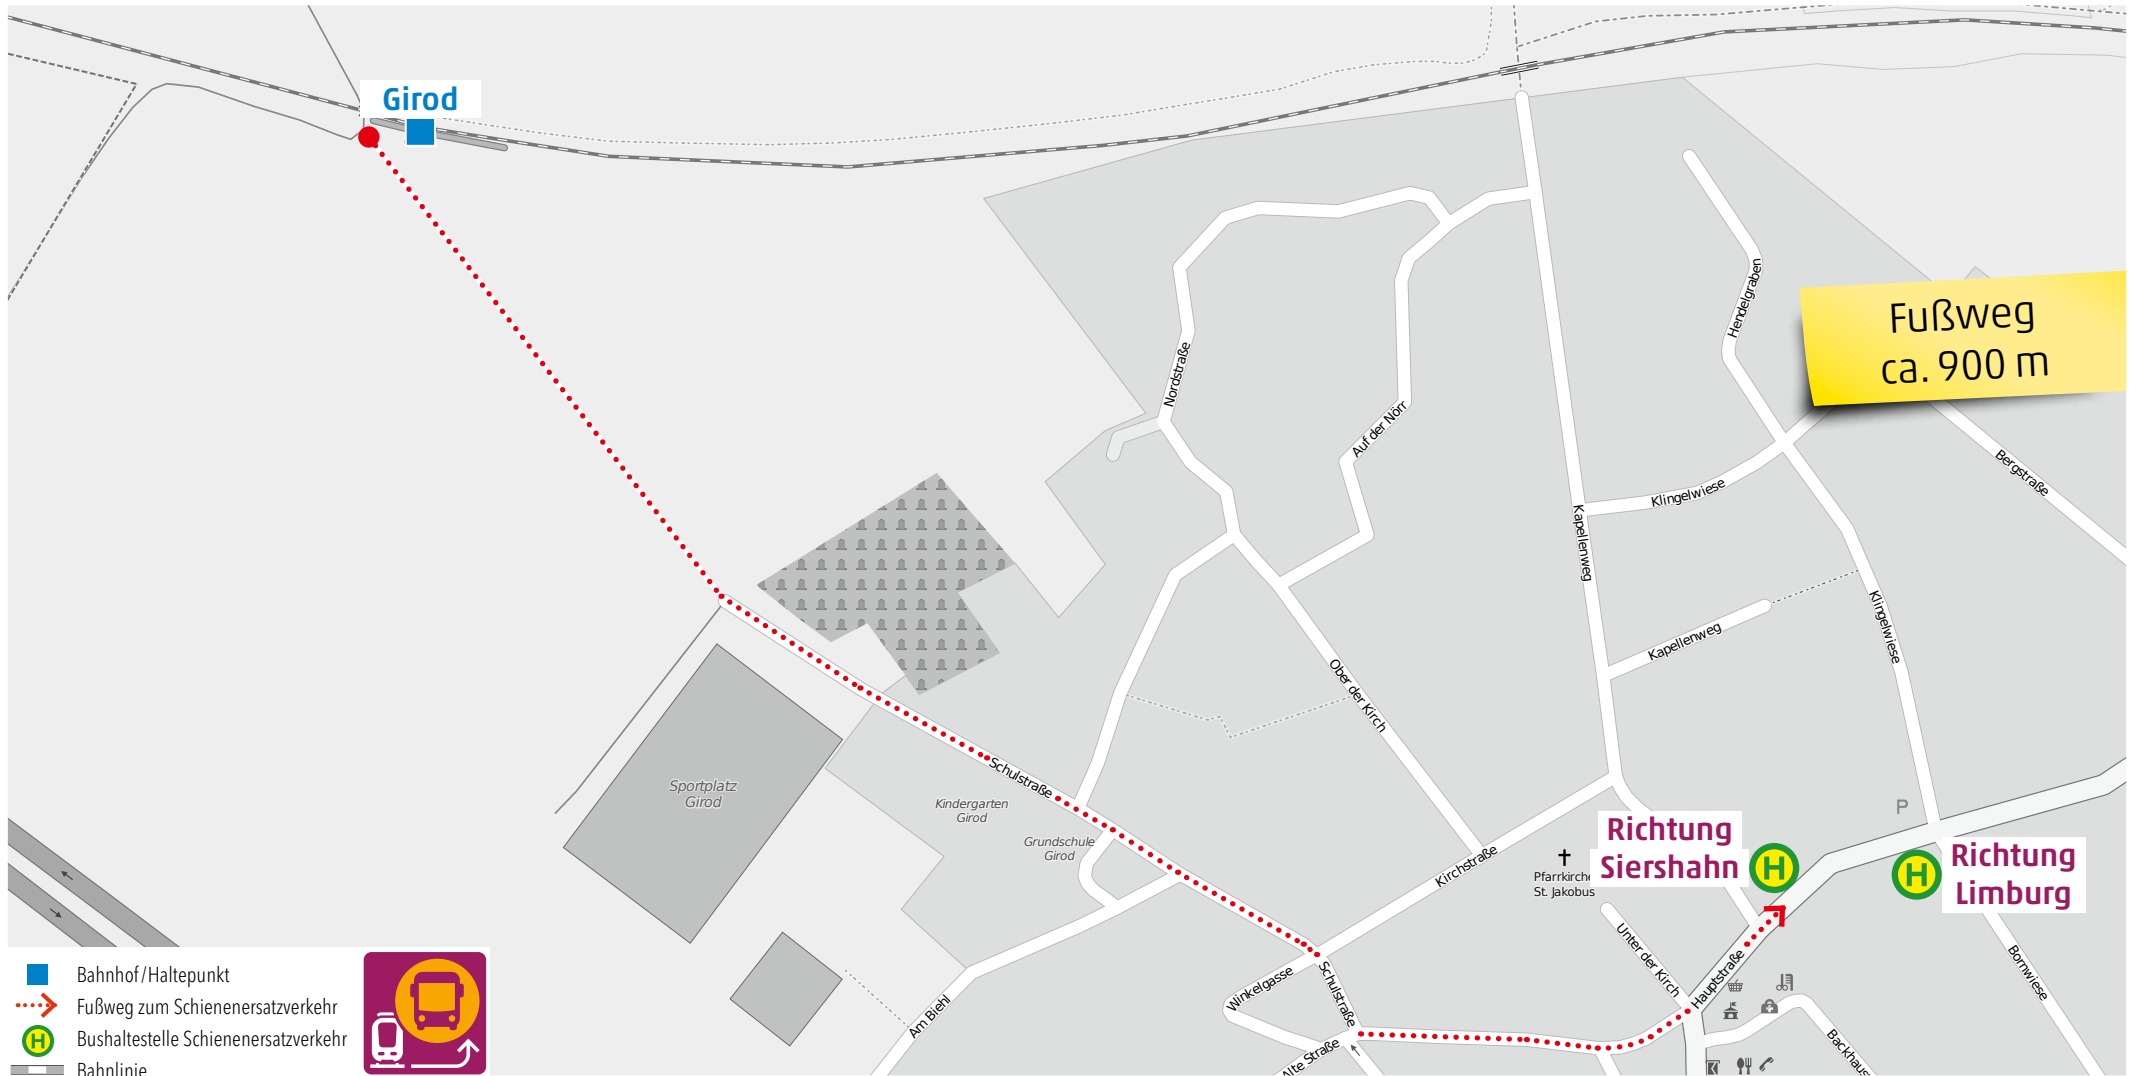 Girod
Fußweg
ca. 900 m
Hendelgraben
Nordstraße
Auf der Nörr
Bergstraße
Klingelwiese
Kapellenweg
Klingelwiese
Kapellenweg
Ober der Kirch
Schulstraße
Sportplatz
Girod
Kindergarten
Girod
Grundschule
Girod
Kirchstraße
P
Richtung
Siershahn
H
H
Richtung
Limburg
Pfarrkirche
St. Jakobus
Unter der Kirch
Hauptstraße
Bornwiese
Winkelgasse
Schulstraße
Am Biehl
Alte Straße
Backhaus
Bahnhof/Haltepunkt
Fußweg zum Schienenersatzverkehr
H
Bushaltestelle Schienenersatzverkehr
Bahnlinie